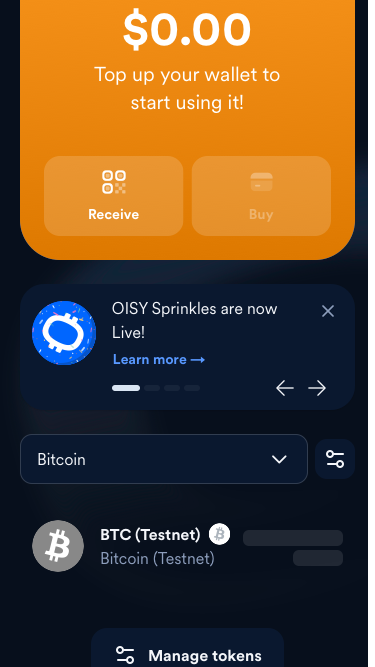 $0.00
Top up your wallet to
start using it!
Receive
Buy
OISY Sprinkles are now
Live!
Learn more →
Bitcoin
BTC (Testnet)
Bitcoin (Testnet)
Manage tokens